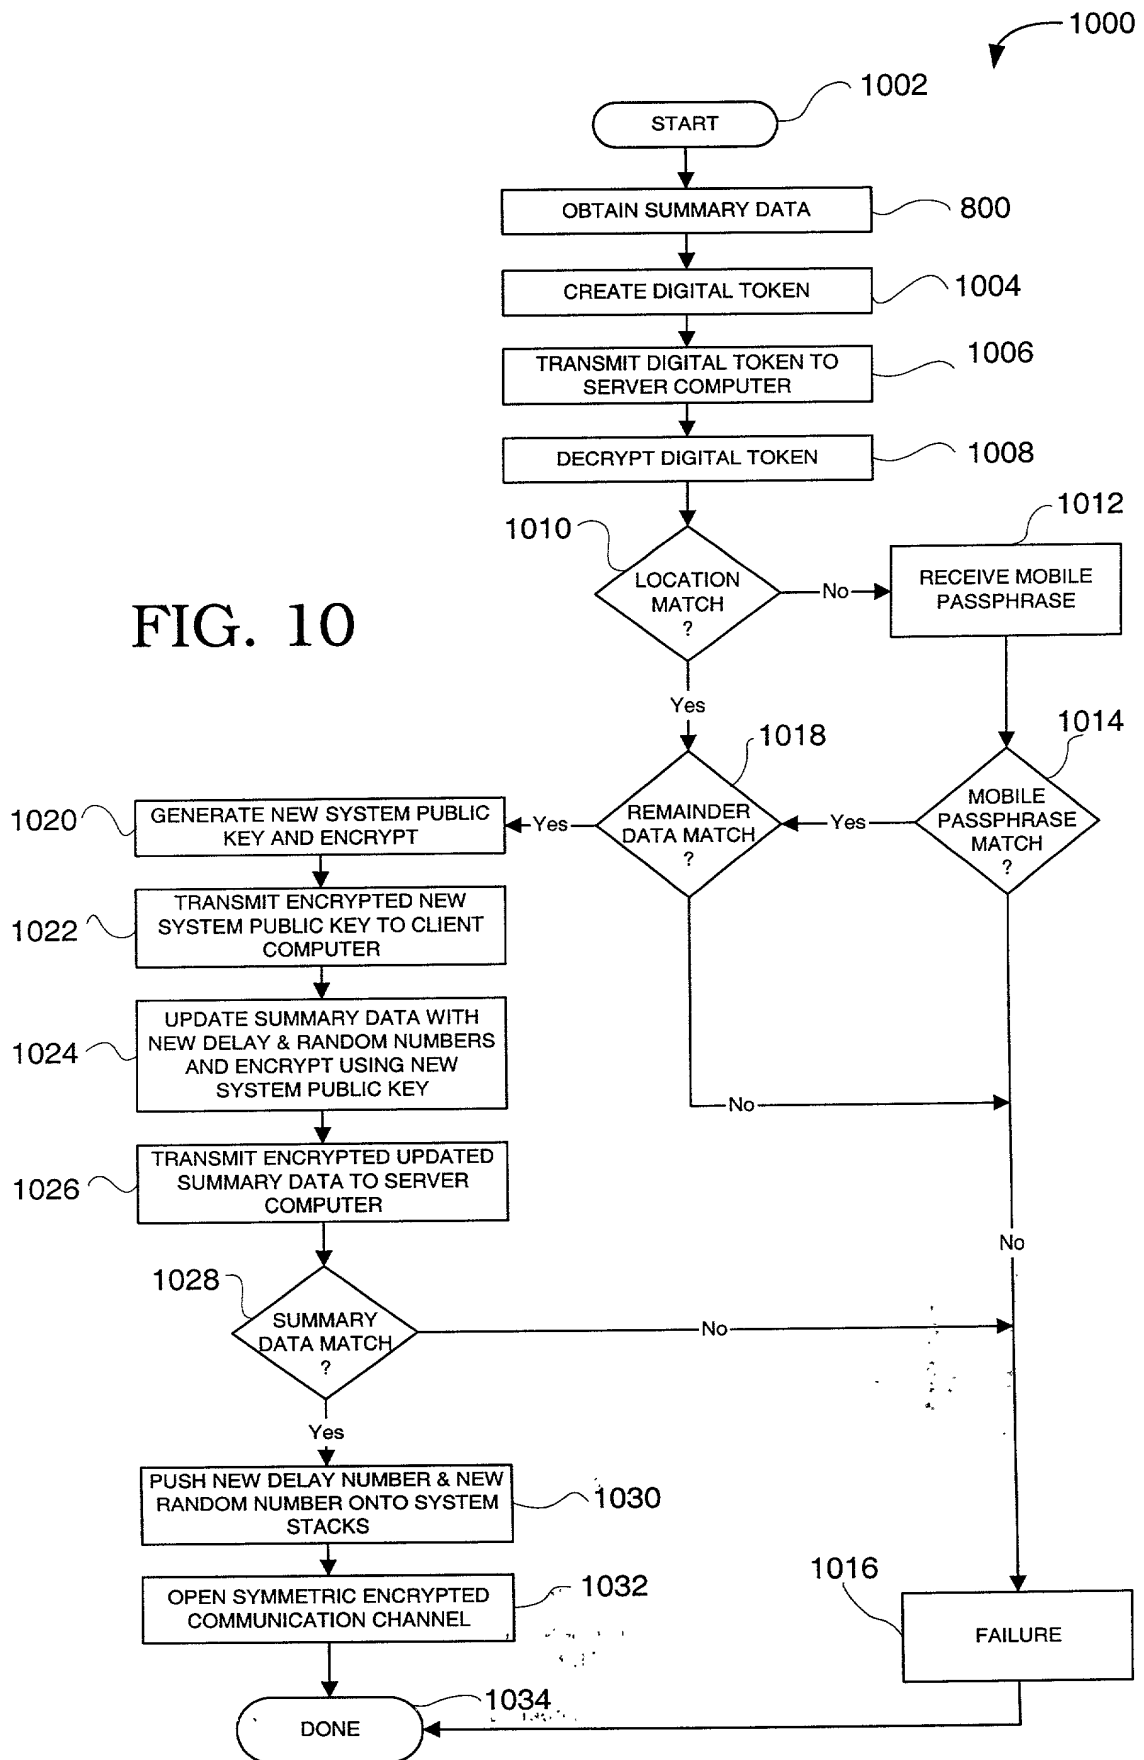 1000
1002
START
OBTAIN SUMMARY DATA
800
CREATE DIGITAL TOKEN
1004
TRANSMIT DIGITAL TOKEN TO
SERVER COMPUTER
1006
DECRYPT DIGITAL TOKEN
1008
1010
LOCATION
MATCH
?
No
1012
RECEIVE MOBILE
PASSPHRASE
FIG. 10
Yes
1018
REMAINDER
DATA MATCH
?
1014
MOBILE
PASSPHRASE
MATCH
?
Yes
Yes
1020
GENERATE NEW SYSTEM PUBLIC
KEY AND ENCRYPT
1022
TRANSMIT ENCRYPTED NEW
SYSTEM PUBLIC KEY TO CLIENT
COMPUTER
1024
UPDATE SUMMARY DATA WITH
NEW DELAY & RANDOM NUMBERS
AND ENCRYPT USING NEW
SYSTEM PUBLIC KEY
No
1026
TRANSMIT ENCRYPTED UPDATED
SUMMARY DATA TO SERVER
COMPUTER
No
1028
SUMMARY
DATA MATCH
?
No
Yes
PUSH NEW DELAY NUMBER & NEW
RANDOM NUMBER ONTO SYSTEM
STACKS
1030
OPEN SYMMETRIC ENCRYPTED
COMMUNICATION CHANNEL
1032
1016
FAILURE
1034
DONE